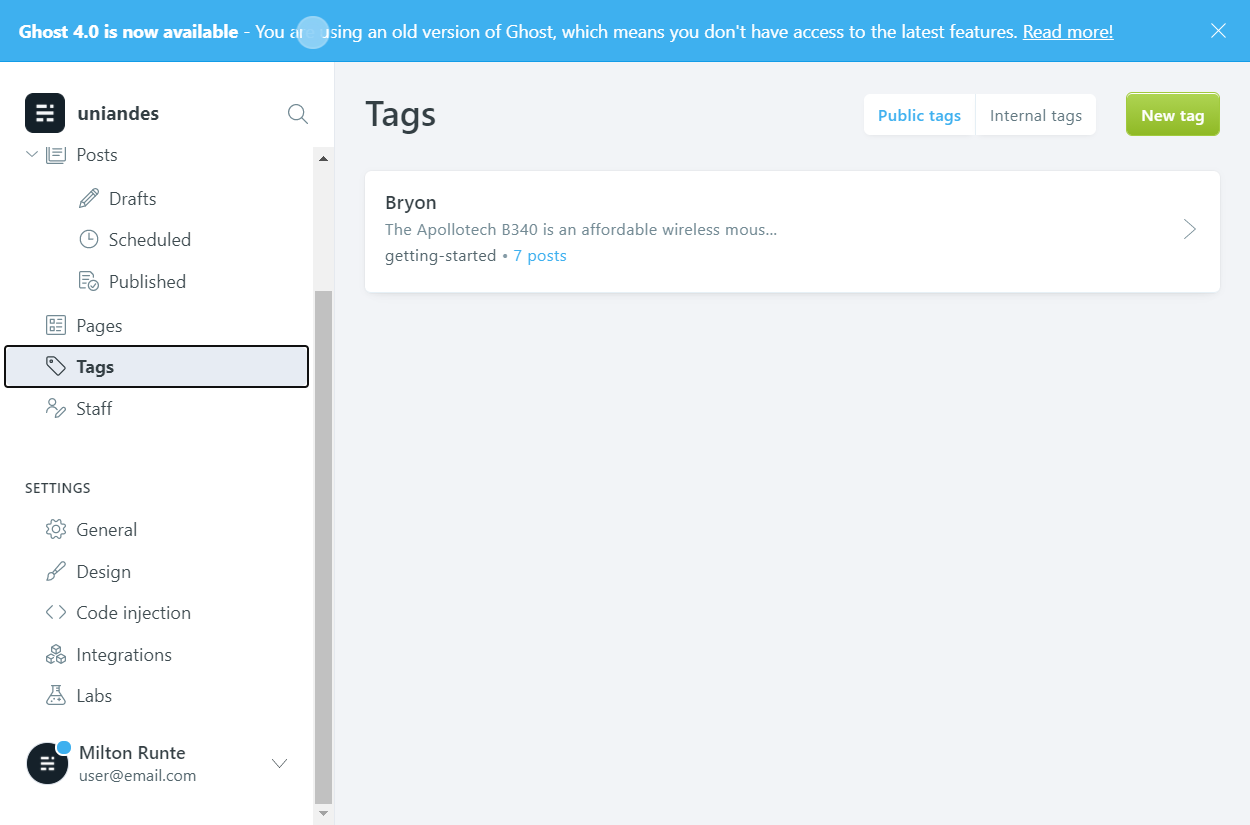 Ghost 4.0 is now available - You are using an old version of Ghost, which means you don't have access to the latest features. Read more!
uniandes
Posts
Drafts
Scheduled
Published
Pages
Tags
Staff
SETTINGS
General
Design
Code injection
Integrations
Labs
Milton Runte
user@email.com
Tags
Public tags
Internal tags
New tag
Bryon
The Apollotech B340 is an affordable wireless mous...
getting-started • 7 posts